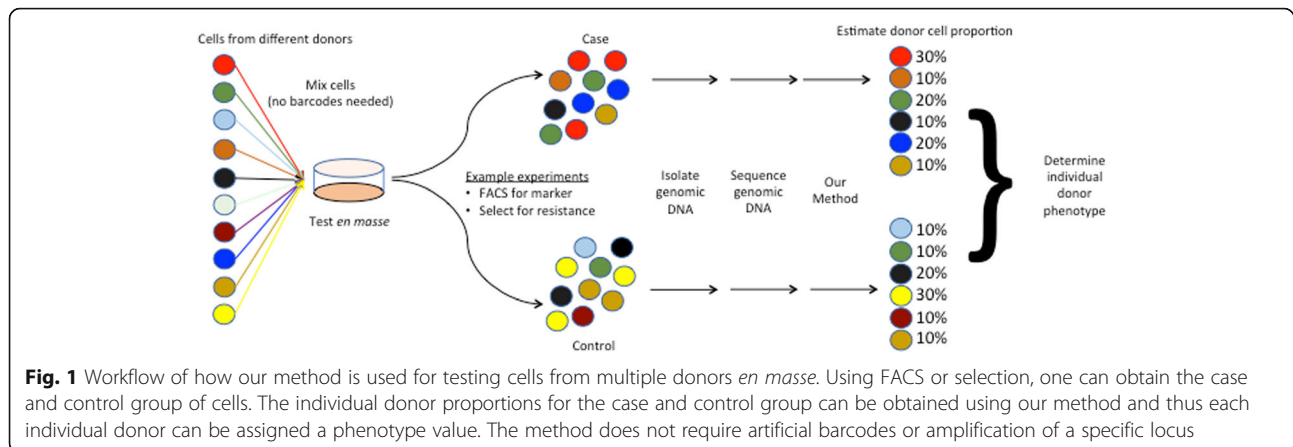 Cells from different donors
Mix cells
(no barcodes needed)
Test en masse
Case
Example experiments
• FACS for marker
• Select for resistance
Control
Isolate
genomic
DNA
Sequence
genomic
DNA
Our
Method
Estimate donor cell proportion
30%
10%
20%
10%
20%
10%
10%
10%
20%
30%
10%
10%
}
Determine
individual
donor
phenotype
Fig. 1 Workflow of how our method is used for testing cells from multiple donors en masse. Using FACS or selection, one can obtain the case
and control group of cells. The individual donor proportions for the case and control group can be obtained using our method and thus each
individual donor can be assigned a phenotype value. The method does not require artificial barcodes or amplification of a specific locus